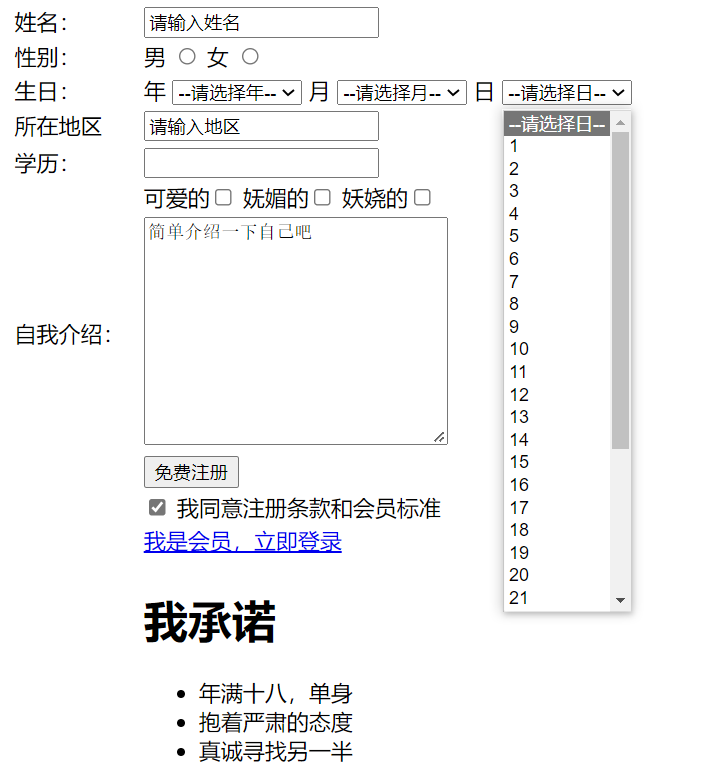 姓名： 请输入姓名
性别： 男 女
生日： 年 --请选择年-- 月 --请选择月-- 日 --请选择日--
--请选择日--
所在地区 请输入地区
1
2
学历：
3
可爱的 妩媚的 妖娆的
4
简单介绍一下自己吧
5
6
7
8
9
自我介绍：
10
11
12
13
14
15
免费注册
16
17
我同意注册条款和会员标准
18
我是会员，立即登录
19
20
21
我承诺
年满十八，单身
抱着严肃的态度
真诚寻找另一半